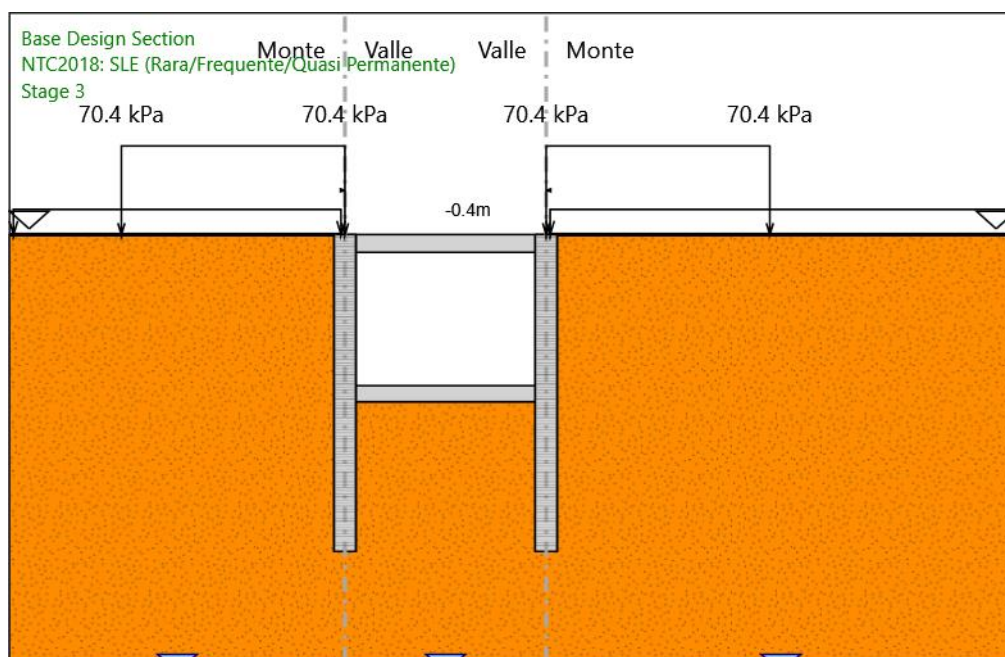 Base Design Section
Monte Valle Valle Monte
NTC2018: SLE (Rara/Frequente/Quasi Permanente)
Stage 3
70.4 kPa 70.4 kPa 70.4 kPa 70.4 kPa
-0.4m